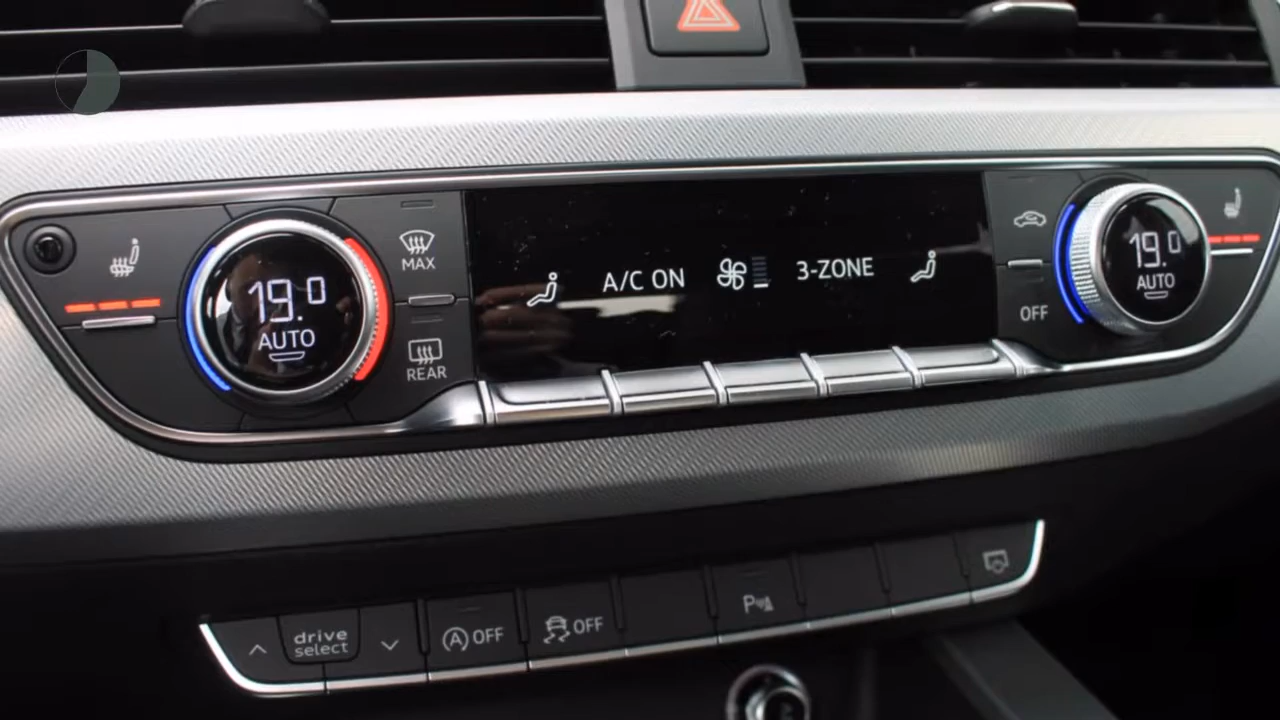 19.0
AUTO
MAX
REAR
A/C ON
3-ZONE
OFF
19.0
AUTO
drive
select
A OFF
OFF
P